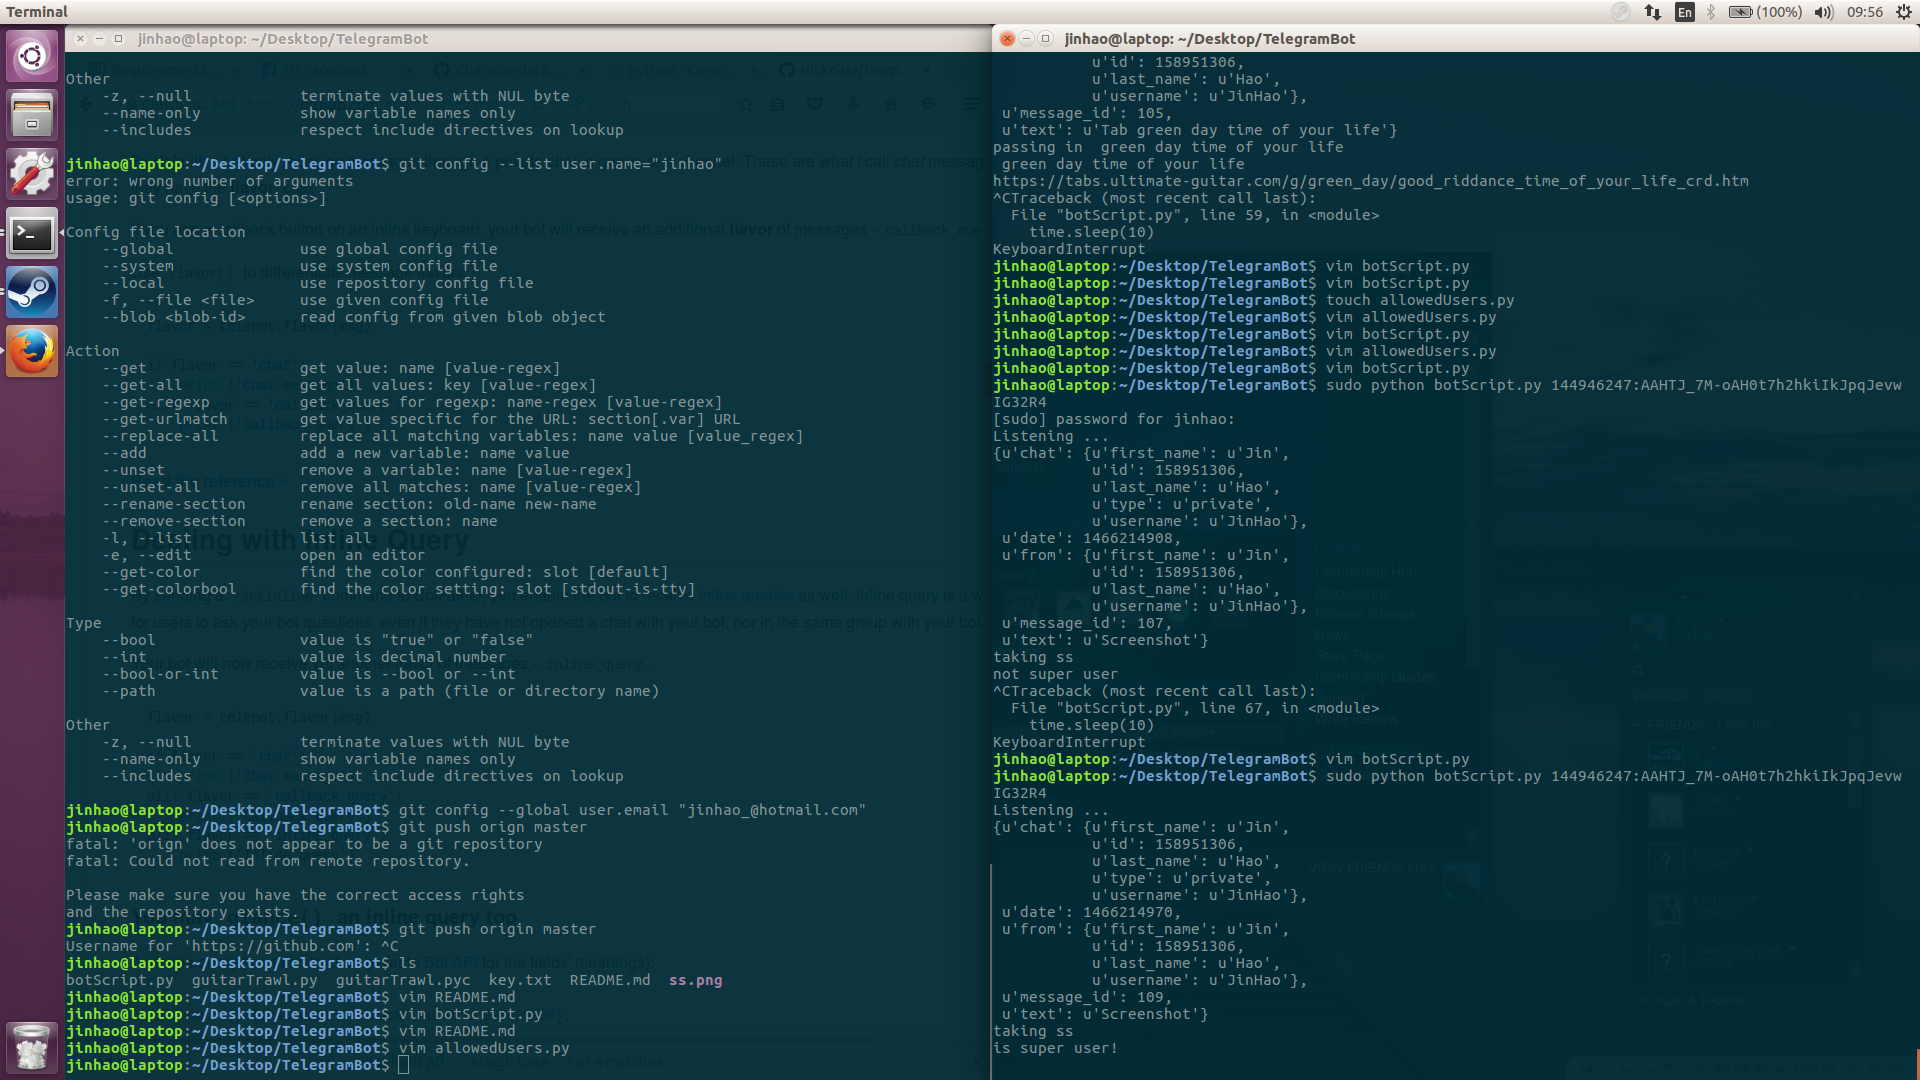 Terminal
En
(100%)
09:56
jinhao@laptop: ~/Desktop/TelegramBot
Other
    -z, --null            terminate values with NUL byte
    --name-only           show variable names only
    --includes            respect include directives on lookup
jinhao@laptop:~/Desktop/TelegramBot$ git config --list user.name="jinhao"
error: wrong number of arguments
usage: git config [<options>]
Config file location
    --global              use global config file
    --system              use system config file
    --local               use repository config file
    -f, --file <file>     use given config file
    --blob <blob-id>      read config from given blob object
Action
    --get                 get value: name [value-regex]
    --get-all             get all values: key [value-regex]
    --get-regexp          get values for regexp: name-regex [value-regex]
    --get-urlmatch        get value specific for the URL: section[.var] URL
    --replace-all         replace all matching variables: name value [value_regex]
    --add                 add a new variable: name value
    --unset               remove a variable: name [value-regex]
    --unset-all           remove all matches: name [value-regex]
    --rename-section      rename section: old-name new-name
    --remove-section      remove a section: name
    -l, --list            list all
    -e, --edit            open an editor
    --get-color           find the color configured: slot [default]
    --get-colorbool       find the color setting: slot [stdout-is-tty]
Type
    --bool                value is "true" or "false"
    --int                 value is decimal number
    --bool-or-int         value is --bool or --int
    --path                value is a path (file or directory name)
Other
    -z, --null            terminate values with NUL byte
    --name-only           show variable names only
    --includes            respect include directives on lookup
jinhao@laptop:~/Desktop/TelegramBot$ git config --global user.email "jinhao_@hotmail.com"
jinhao@laptop:~/Desktop/TelegramBot$ git push orign master
fatal: 'orign' does not appear to be a git repository
fatal: Could not read from remote repository.
Please make sure you have the correct access rights
and the repository exists.
jinhao@laptop:~/Desktop/TelegramBot$ git push origin master
Username for 'https://github.com': ^C
jinhao@laptop:~/Desktop/TelegramBot$ ls
botScript.py  guitarTrawl.py  guitarTrawl.pyc  key.txt  README.md  ss.png
jinhao@laptop:~/Desktop/TelegramBot$ vim README.md
jinhao@laptop:~/Desktop/TelegramBot$ vim botScript.py
jinhao@laptop:~/Desktop/TelegramBot$ vim README.md
jinhao@laptop:~/Desktop/TelegramBot$ vim allowedUsers.py
jinhao@laptop:~/Desktop/TelegramBot$
jinhao@laptop: ~/Desktop/TelegramBot
           u'id': 158951306,
           u'last_name': u'Hao',
           u'username': u'JinHao'},
 u'message_id': 105,
 u'text': u'Tab green day time of your life'}
passing in  green day time of your life
 green day time of your life
https://tabs.ultimate-guitar.com/g/green_day/good_riddance_time_of_your_life_crd.htm
^CTraceback (most recent call last):
  File "botScript.py", line 59, in <module>
    time.sleep(10)
KeyboardInterrupt
jinhao@laptop:~/Desktop/TelegramBot$ vim botScript.py
jinhao@laptop:~/Desktop/TelegramBot$ vim botScript.py
jinhao@laptop:~/Desktop/TelegramBot$ touch allowedUsers.py
jinhao@laptop:~/Desktop/TelegramBot$ vim allowedUsers.py
jinhao@laptop:~/Desktop/TelegramBot$ vim botScript.py
jinhao@laptop:~/Desktop/TelegramBot$ vim allowedUsers.py
jinhao@laptop:~/Desktop/TelegramBot$ vim botScript.py
jinhao@laptop:~/Desktop/TelegramBot$ sudo python botScript.py 144946247:AAHTJ_7M-oAH0t7h2hkiIkJpqJevw
IG32R4
[sudo] password for jinhao:
Listening ...
{u'chat': {u'first_name': u'Jin',
           u'id': 158951306,
           u'last_name': u'Hao',
           u'type': u'private',
           u'username': u'JinHao'},
 u'date': 1466214908,
 u'from': {u'first_name': u'Jin',
           u'id': 158951306,
           u'last_name': u'Hao',
           u'username': u'JinHao'},
 u'message_id': 107,
 u'text': u'Screenshot'}
taking ss
not super user
^CTraceback (most recent call last):
  File "botScript.py", line 67, in <module>
    time.sleep(10)
KeyboardInterrupt
jinhao@laptop:~/Desktop/TelegramBot$ vim botScript.py
jinhao@laptop:~/Desktop/TelegramBot$ sudo python botScript.py 144946247:AAHTJ_7M-oAH0t7h2hkiIkJpqJevw
IG32R4
Listening ...
{u'chat': {u'first_name': u'Jin',
           u'id': 158951306,
           u'last_name': u'Hao',
           u'type': u'private',
           u'username': u'JinHao'},
 u'date': 1466214970,
 u'from': {u'first_name': u'Jin',
           u'id': 158951306,
           u'last_name': u'Hao',
           u'username': u'JinHao'},
 u'message_id': 109,
 u'text': u'Screenshot'}
taking ss
is super user!